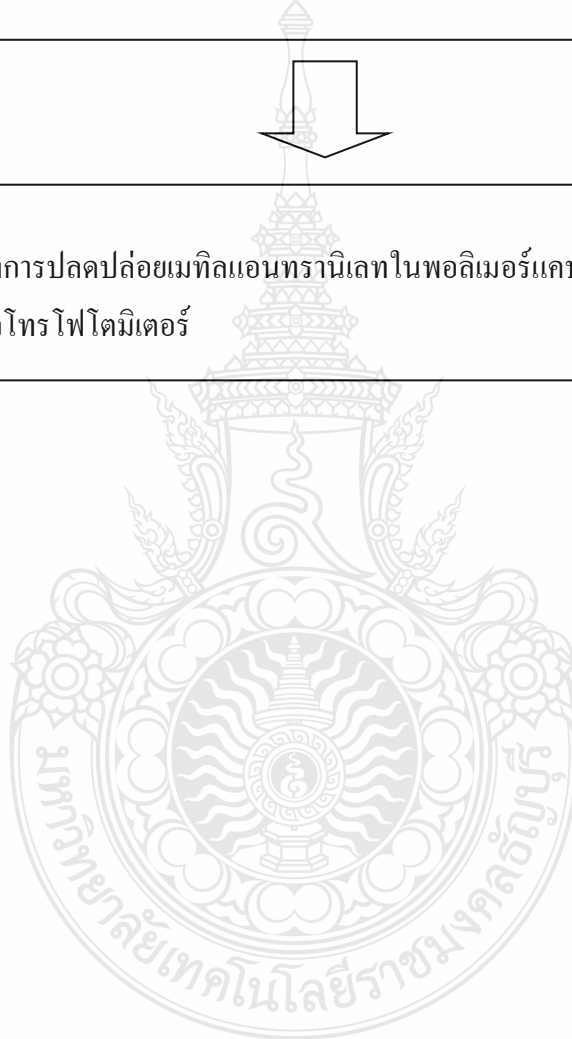 การปลดปล่อยเมทิลแอนทรานิเลทในพอลิเมอร์แคป
โทรโฟโตมิเตอร์
มหาวิทยาลัยเทคโนโลยีราชมงคลธัญบุรี